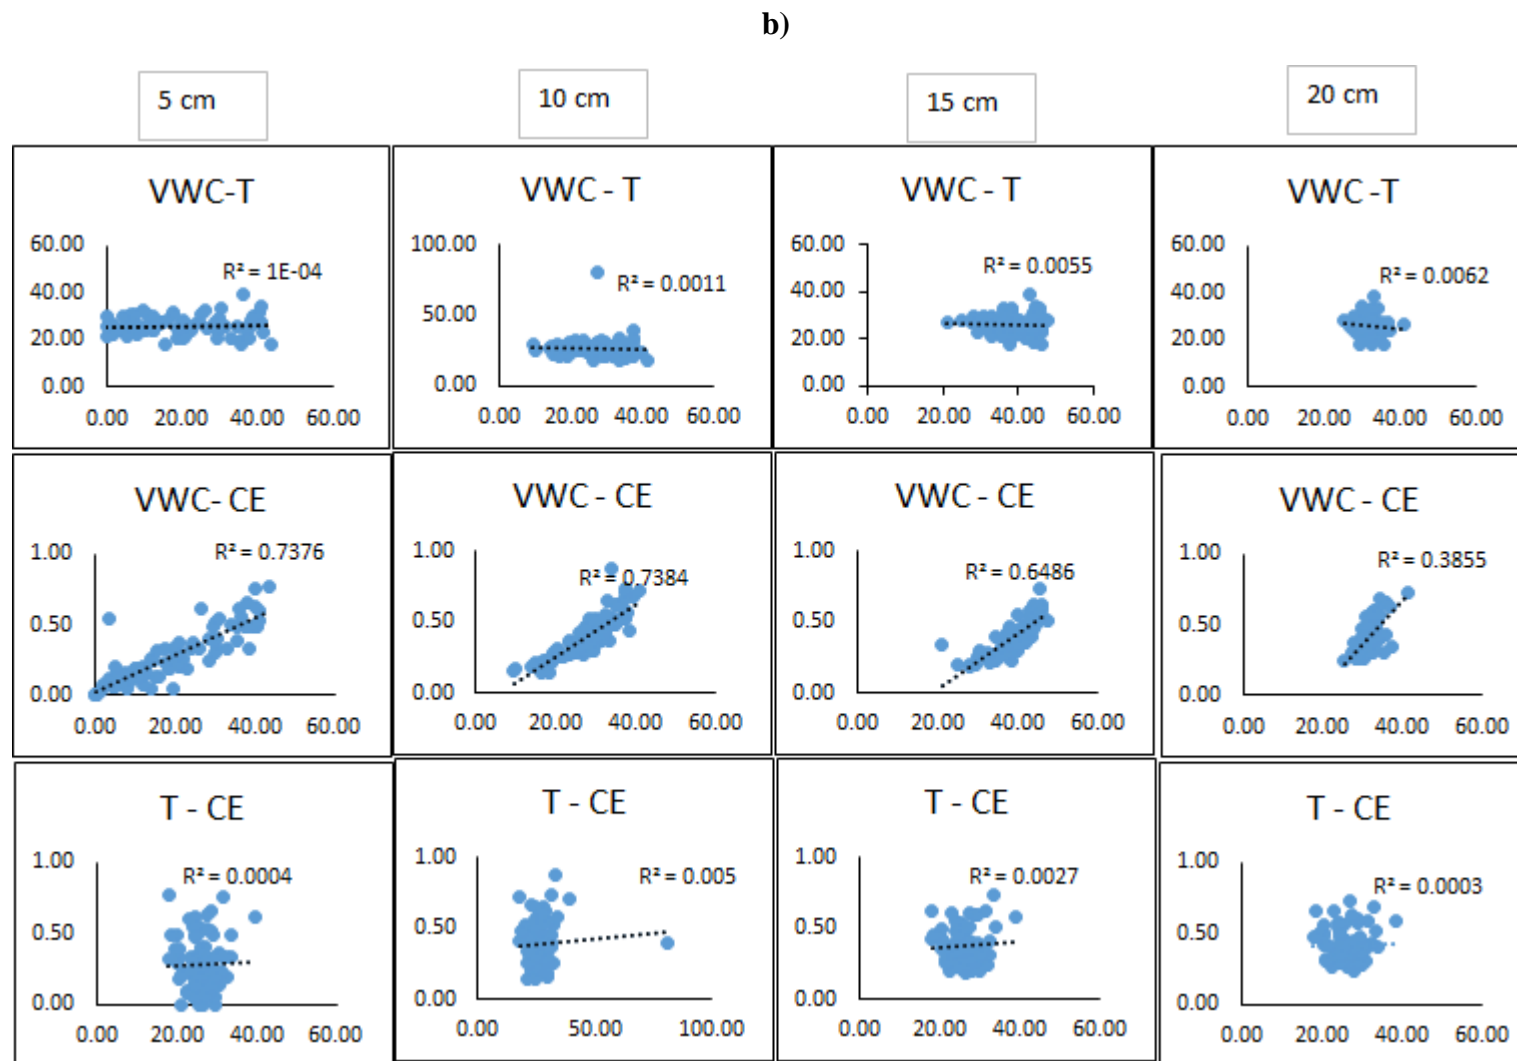 b)
5 cm
10 cm
15 cm
20 cm
VWC-T
60.00
40.00
20.00
0.00
R² = 1E-04
0.00 20.00 40.00 60.00
VWC - T
100.00
50.00
0.00
R² = 0.0011
0.00 20.00 40.00 60.00
VWC - T
60.00
40.00
20.00
0.00
R² = 0.0055
0.00 20.00 40.00 60.00
VWC -T
60.00
40.00
20.00
0.00
R² = 0.0062
0.00 20.00 40.00 60.00
VWC- CE
1.00
0.50
0.00
R² = 0.7376
0.00 20.00 40.00 60.00
VWC - CE
1.00
0.50
0.00
R² = 0.7384
0.00 20.00 40.00 60.00
VWC - CE
1.00
0.50
0.00
R² = 0.6486
0.00 20.00 40.00 60.00
VWC - CE
1.00
0.50
0.00
R² = 0.3855
0.00 20.00 40.00 60.00
T - CE
1.00
0.50
0.00
R² = 0.0004
0.00 20.00 40.00 60.00
T - CE
1.00
0.50
0.00
R² = 0.005
0.00 50.00 100.00
T - CE
1.00
0.50
0.00
R² = 0.0027
0.00 20.00 40.00 60.00
T - CE
1.00
0.50
0.00
R² = 0.0003
0.00 20.00 40.00 60.00